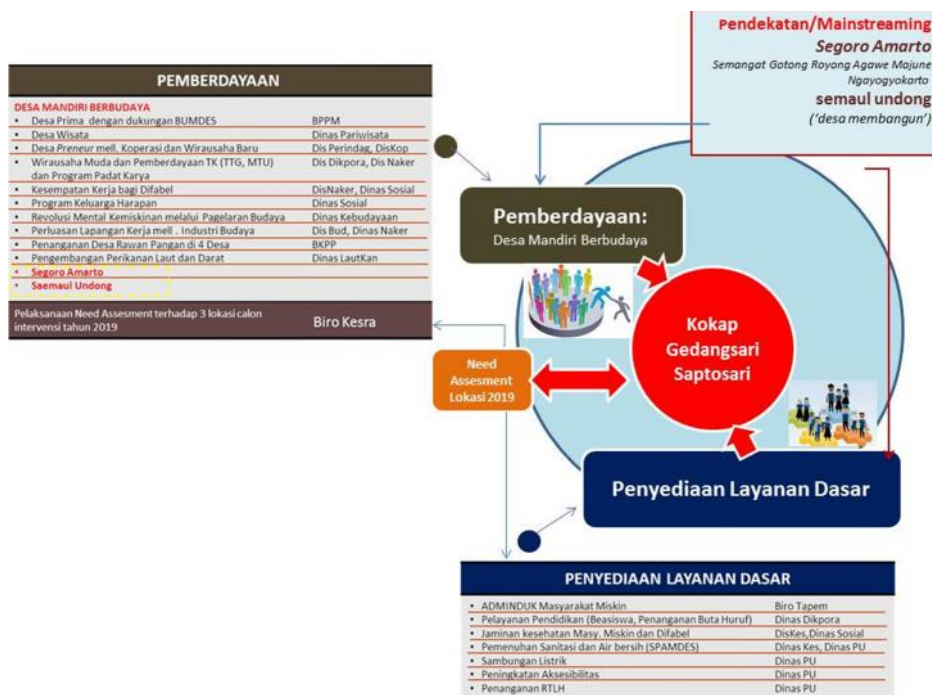 Pendekatan/Mainstreaming
Segoro Amarto
Semangat Gotong Royong Agawe Majune
Ngayogyokarto
semaul undong
('desa membangun')
PEMBERDAYAAN
DESA MANDIRI BERBUDAYA
• Desa Prima dengan dukungan BUMDES BPPM
• Desa Wisata Dinas Pariwisata
• Desa Preneur mell. Koperasi dan Wirausaha Baru Dis Perindag, DisKop
• Wirausaha Muda dan Pemberdayaan TK (TTG, MTU) Dis Dikpora, Dis Naker
dan Program Padat Karya
• Kesempatan Kerja bagi Difabel DisNaker, Dinas Sosial
• Program Keluarga Harapan Dinas Sosial
• Revolusi Mental Kemiskinan melalui Pagelaran Budaya Dinas Kebudayaan
• Perluasan Lapangan Kerja mell . Industri Budaya Dis Bud, Dinas Naker
• Penanganan Desa Rawan Pangan di 4 Desa BKPP
• Pengembangan Perikanan Laut dan Darat Dinas LautKan
• Segoro Amarto
• Saemaul Undong
Pelaksanaan Need Assesment terhadap 3 lokasi calon
intervensi tahun 2019 Biro Kesra
Pemberdayaan:
Desa Mandiri Berbudaya
Kokap
Gedangsari
Saptosari
Need
Assesment
Lokasi 2019
Penyediaan Layanan Dasar
PENYEDIAAN LAYANAN DASAR
• ADMINDUK Masyarakat Miskin Biro Tapem
• Pelayanan Pendidikan (Beasiswa, Penanganan Buta Huruf) Dinas Dikpora
• Jaminan kesehatan Masy. Miskin dan Difabel DisKes,Dinas Sosial
• Pemenuhan Sanitasi dan Air bersih (SPAMDES) Dinas Kes, Dinas PU
• Sambungan Listrik Dinas PU
• Peningkatan Aksesibilitas Dinas PU
• Penanganan RTLH Dinas PU